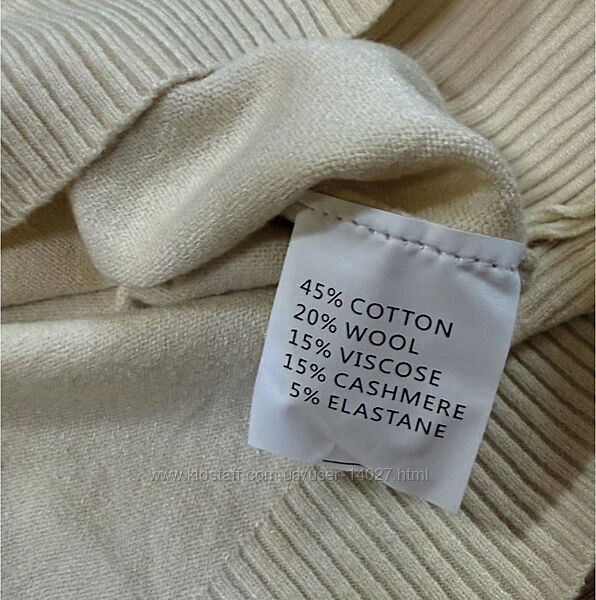 45% COTTON
20% WOOL
15% VISCOSE
15% CASHMERE
5% ELASTANE
www.kidstaff.com.ua/user-14027.html